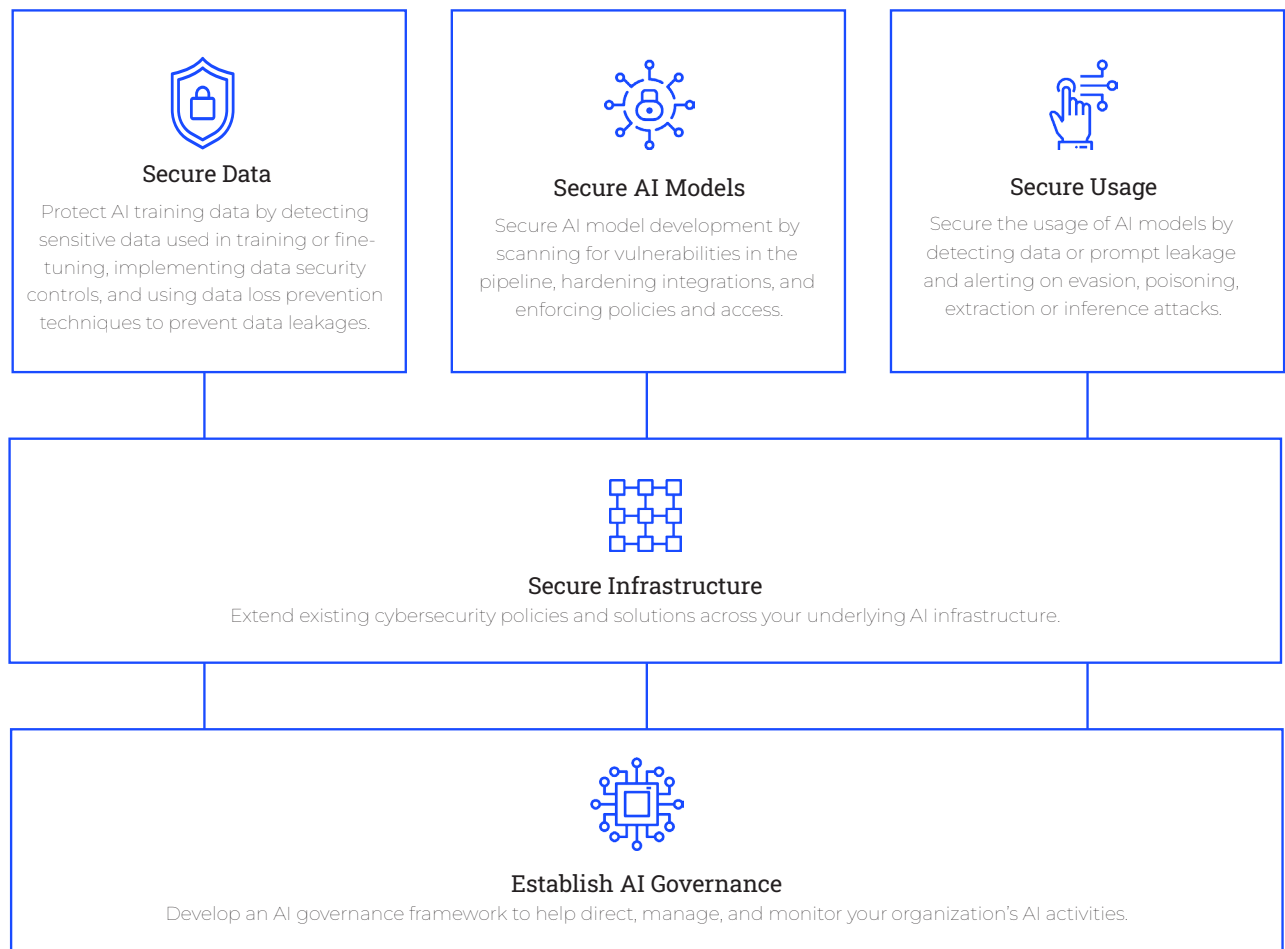 Secure Data
Protect AI training data by detecting
sensitive data used in training or fine-
tuning, implementing data security
controls, and using data loss prevention
techniques to prevent data leakages.
Secure AI Models
Secure AI model development by
scanning for vulnerabilities in the
pipeline, hardening integrations, and
enforcing policies and access.
Secure Usage
Secure the usage of AI models by
detecting data or prompt leakage
and alerting on evasion, poisoning,
extraction or inference attacks.
Secure Infrastructure
Extend existing cybersecurity policies and solutions across your underlying AI infrastructure.
Establish AI Governance
Develop an AI governance framework to help direct, manage, and monitor your organization’s AI activities.